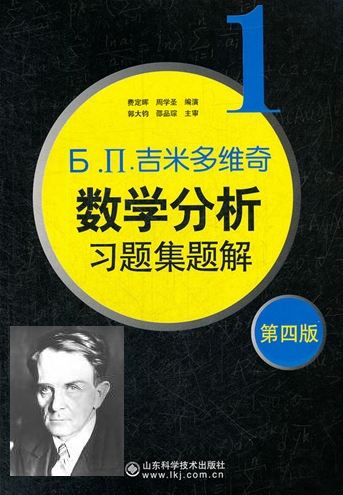 1
费定晖 周学圣 编演
郭大钧 邵品琮 主审
Б.П.吉米多维奇
数学分析
习题集题解
第四版
山东科学技术出版社
www.lkj.com.cn